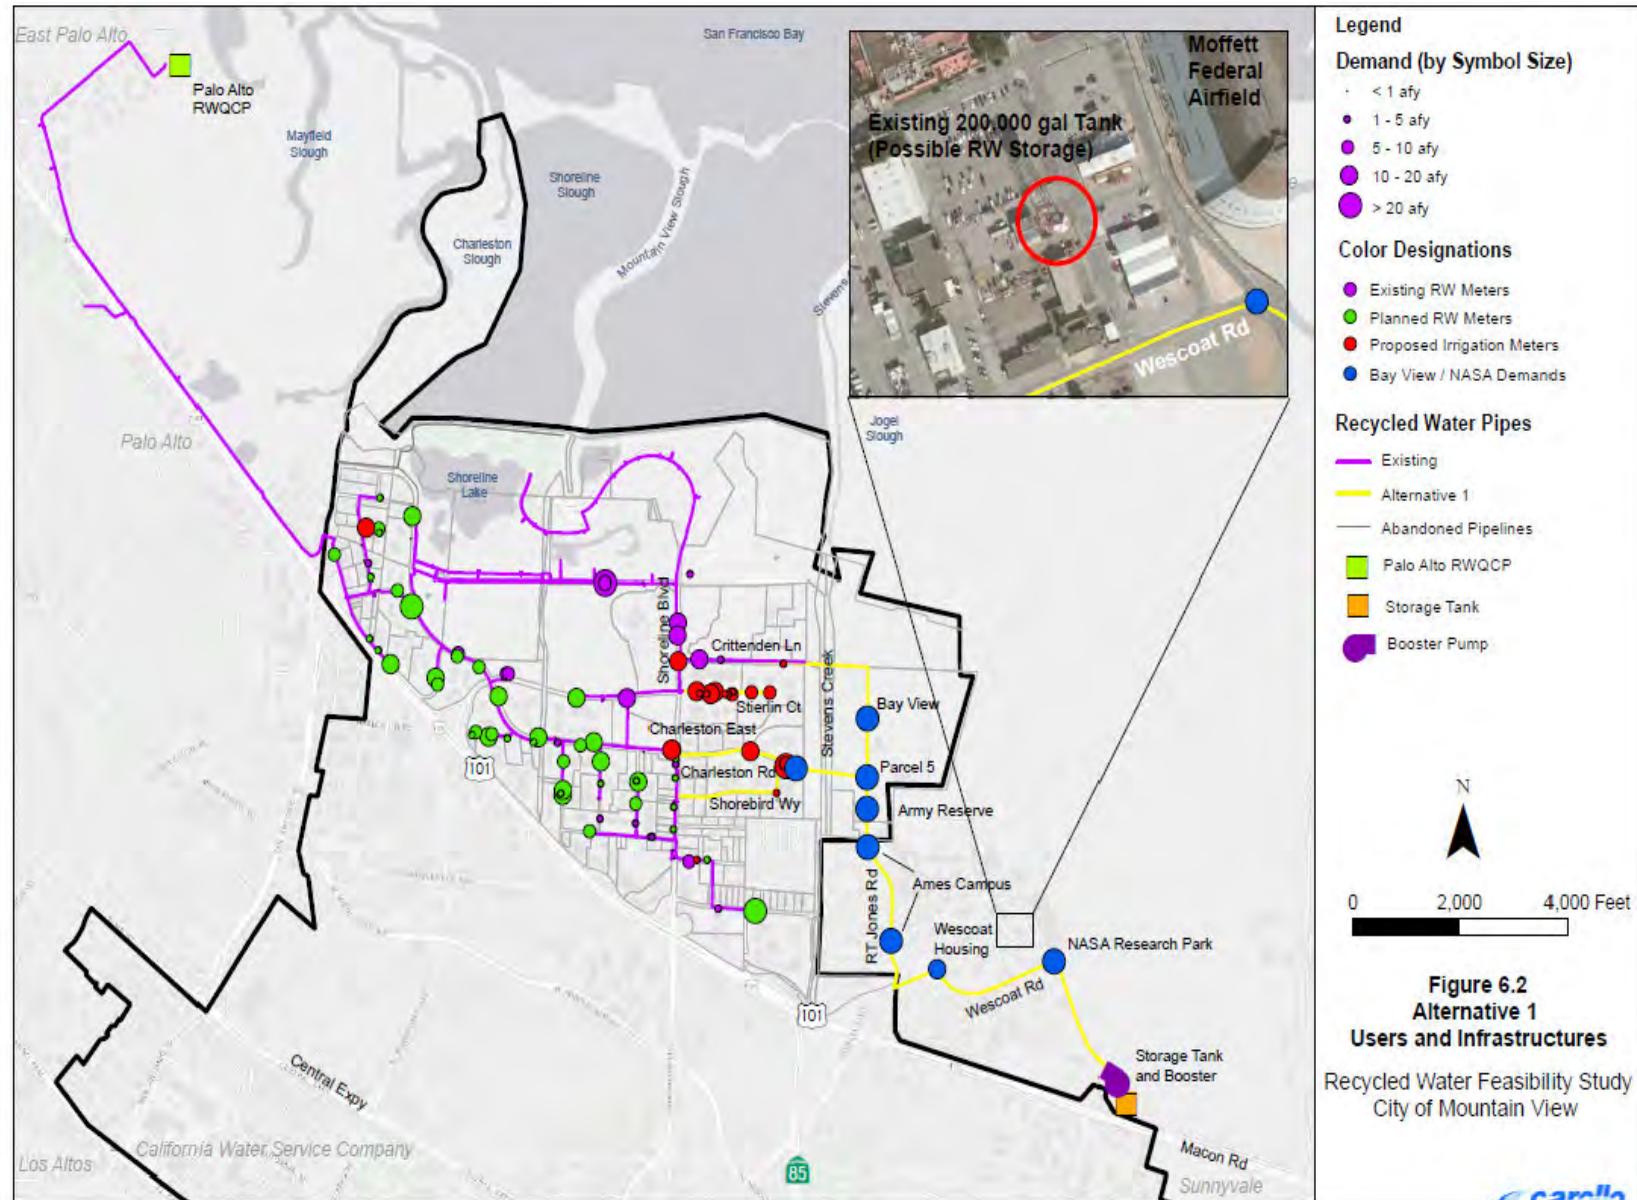 East Palo Alto
Palo Alto
RWQCP
San Francisco Bay
Mayfield
Slough
Shoreline
Slough
Charleston
Slough
Mountain View Slough
Stevens
Palo Alto
Shoreline
Lake
Jogel
Slough
Moffett
Federal
Airfield
Existing 200,000 gal Tank
(Possible RW Storage)
Wescoat Rd
Shoreline Blvd
Crittenden Ln
Stierlin Ct
Stevens Creek
Bay View
Charleston East
Charleston Rd
Parcel 5
Shorebird Wy
Army Reserve
101
Ames Campus
RT Jones Rd
Wescoat
Housing
NASA Research Park
Wescoat Rd
101
Storage Tank
and Booster
Central Expy
California Water Service Company
Los Altos
85
Macon Rd
Sunnyvale
Legend
Demand (by Symbol Size)
< 1 afy
1 - 5 afy
5 - 10 afy
10 - 20 afy
> 20 afy
Color Designations
Existing RW Meters
Planned RW Meters
Proposed Irrigation Meters
Bay View / NASA Demands
Recycled Water Pipes
Existing
Alternative 1
Abandoned Pipelines
Palo Alto RWQCP
Storage Tank
Booster Pump
N
0 2,000 4,000 Feet
Figure 6.2
Alternative 1
Users and Infrastructures
Recycled Water Feasibility Study
City of Mountain View